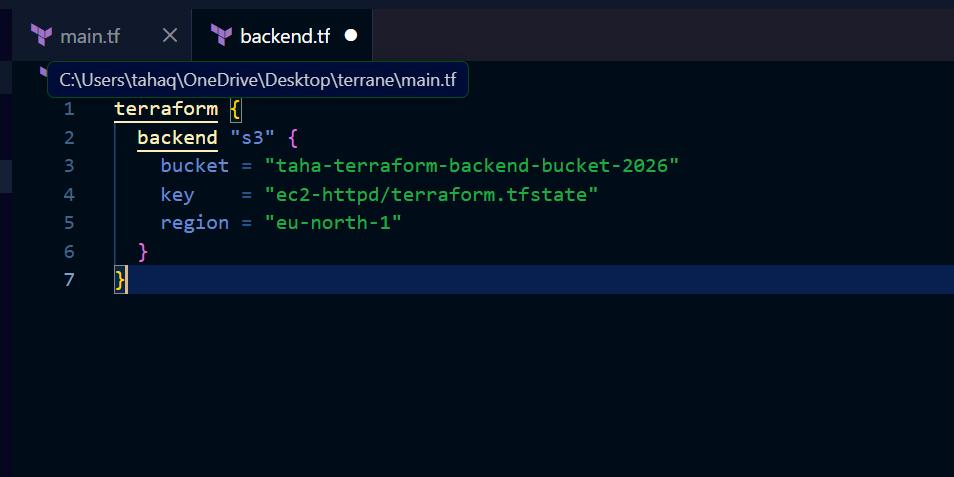 main.tf backend.tf
C:\Users\tahaq\OneDrive\Desktop\terrane\main.tf
1 terraform {
2   backend "s3" {
3     bucket = "taha-terraform-backend-bucket-2026"
4     key    = "ec2-httpd/terraform.tfstate"
5     region = "eu-north-1"
6   }
7 }